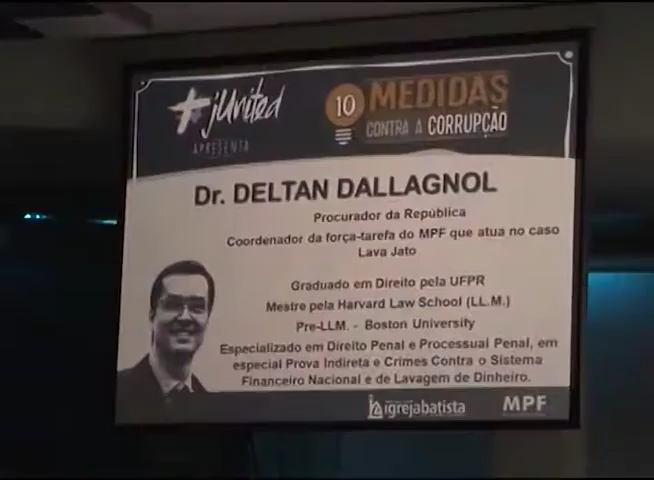 +jUnited
APRESENTA
10 MEDIDAS
CONTRA A CORRUPÇÃO
Dr. DELTAN DALLAGNOL
Procurador da República
Coordenador da força-tarefa do MPF que atua no caso
Lava Jato
Graduado em Direito pela UFPR
Mestre pela Harvard Law School (LL.M.)
Pre-LLM. - Boston University
Especializado em Direito Penal e Processual Penal, em
especial Prova Indireta e Crimes Contra o Sistema
Financeiro Nacional e de Lavagem de Dinheiro.
igrejabatista
MPF